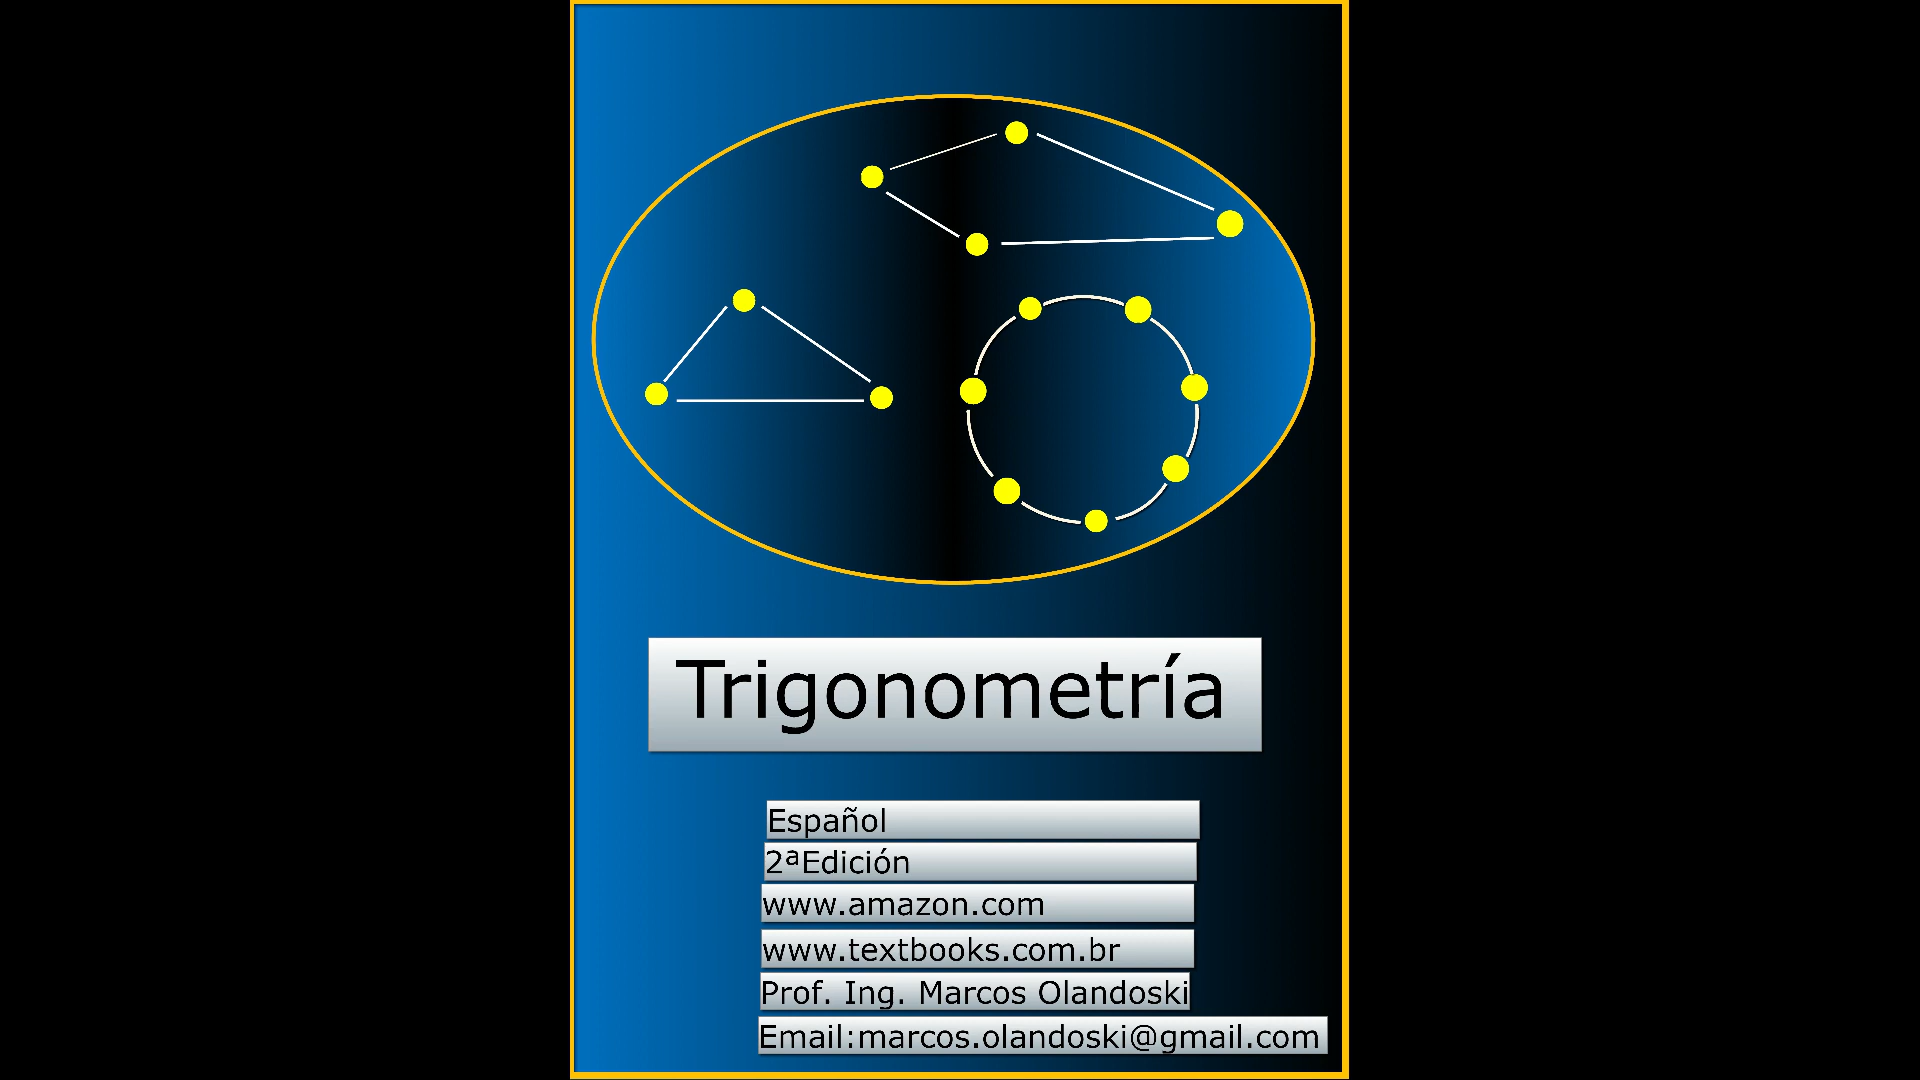 Trigonometría
Español
2ªEdición
www.amazon.com
www.textbooks.com.br
Prof. Ing. Marcos Olandoski
Email:marcos.olandoski@gmail.com